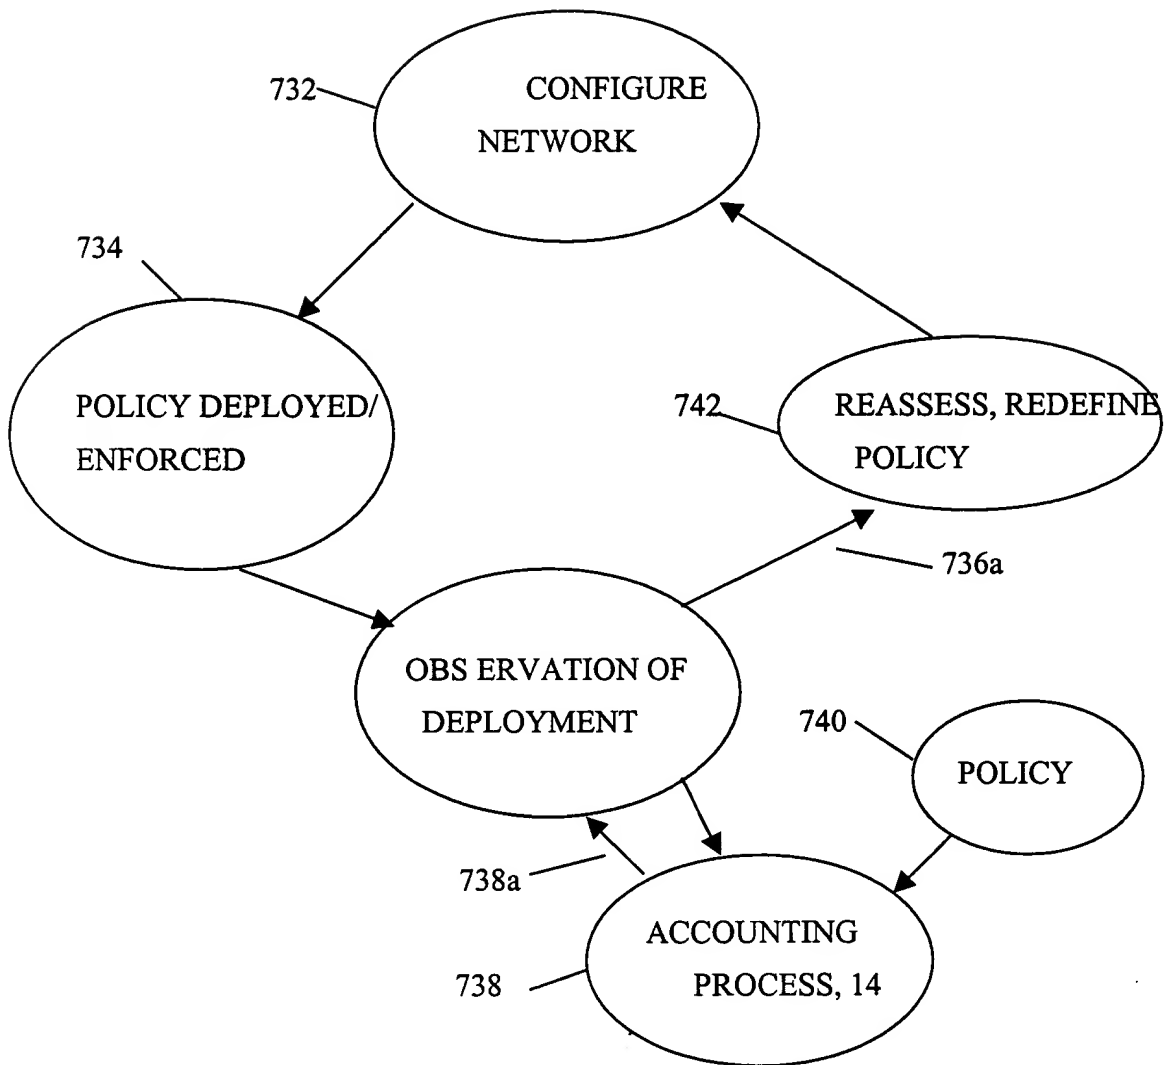 732
CONFIGURE
NETWORK
734
POLICY DEPLOYED/
ENFORCED
742
REASSESS, REDEFINE
POLICY
736a
OBS ERVATION OF
DEPLOYMENT
740
POLICY
738a
ACCOUNTING
738
PROCESS, 14